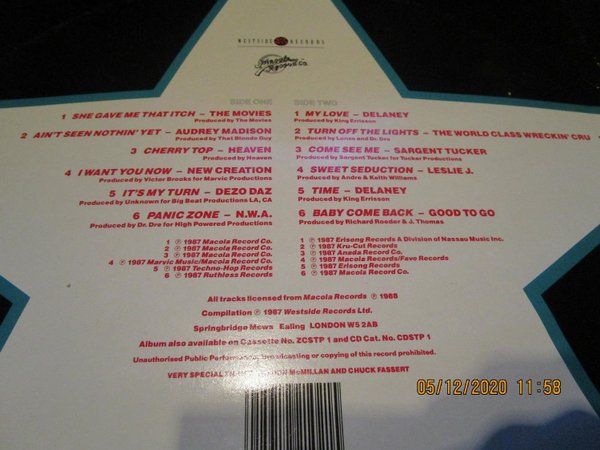 WESTSIDE RECORDS
Macola Record Co.
SIDE ONE
1 SHE GAVE ME THAT ITCH – THE MOVIES
Produced by The Movies
2 AIN'T SEEN NOTHIN' YET – AUDREY MADISON
Produced by That Blonde Guy
3 CHERRY TOP – HEAVEN
Produced by Heaven
4 I WANT YOU NOW – NEW CREATION
Produced by Victor Brooks for Marvic Productions
5 IT'S MY TURN – DEZO DAZ
Produced by Unknown for Big Beat Productions LA, CA
6 PANIC ZONE – N.W.A.
Produced by Dr. Dre for High Powered Productions
1 ℗ 1987 Macola Record Co.
2 ℗ 1987 Macola Record Co.
3 ℗ 1987 Macola Record Co.
4 ℗ 1987 Marvic Music/Macola Record Co.
5 ℗ 1987 Techno-Hop Records
6 ℗ 1987 Ruthless Records
SIDE TWO
1 MY LOVE – DELANEY
Produced by King Errisson
2 TURN OFF THE LIGHTS – THE WORLD CLASS WRECKIN' CRU
Produced by Lonzo and Dr. Dre
3 COME SEE ME – SARGENT TUCKER
Produced by Sargent Tucker for Tucker Productions
4 SWEET SEDUCTION – LESLIE J.
Produced by Andre & Keith Williams
5 TIME – DELANEY
Produced by King Errisson
6 BABY COME BACK – GOOD TO GO
Produced by Richard Roeder & J. Thomas
1 ℗ 1987 Erisong Records A Division of Nassau Music Inc.
2 ℗ 1987 Kru-Cut Records
3 ℗ 1987 Anada Record Co.
4 ℗ 1987 Macola Records/Fave Records
5 ℗ 1987 Erisong Records
6 ℗ 1987 Macola Record Co.
All tracks licensed from Macola Records ℗ 1988
Compilation ℗ 1987 Westside Records Ltd.
Springbridge Mews Ealing LONDON W5 2AB
Album also available on Cassette No. ZCSTP 1 and CD Cat. No. CDSTP 1
Unauthorised Public Performance, broadcasting or copying of this record prohibited.
VERY SPECIAL McMILLAN AND CHUCK FASSERT
05/12/2020 11:58